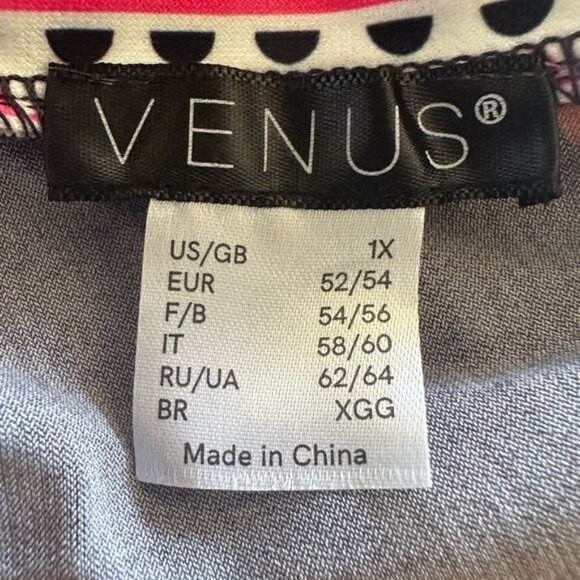 VENUS®
US/GB 1X
EUR 52/54
F/B 54/56
IT 58/60
RU/UA 62/64
BR XGG
Made in China